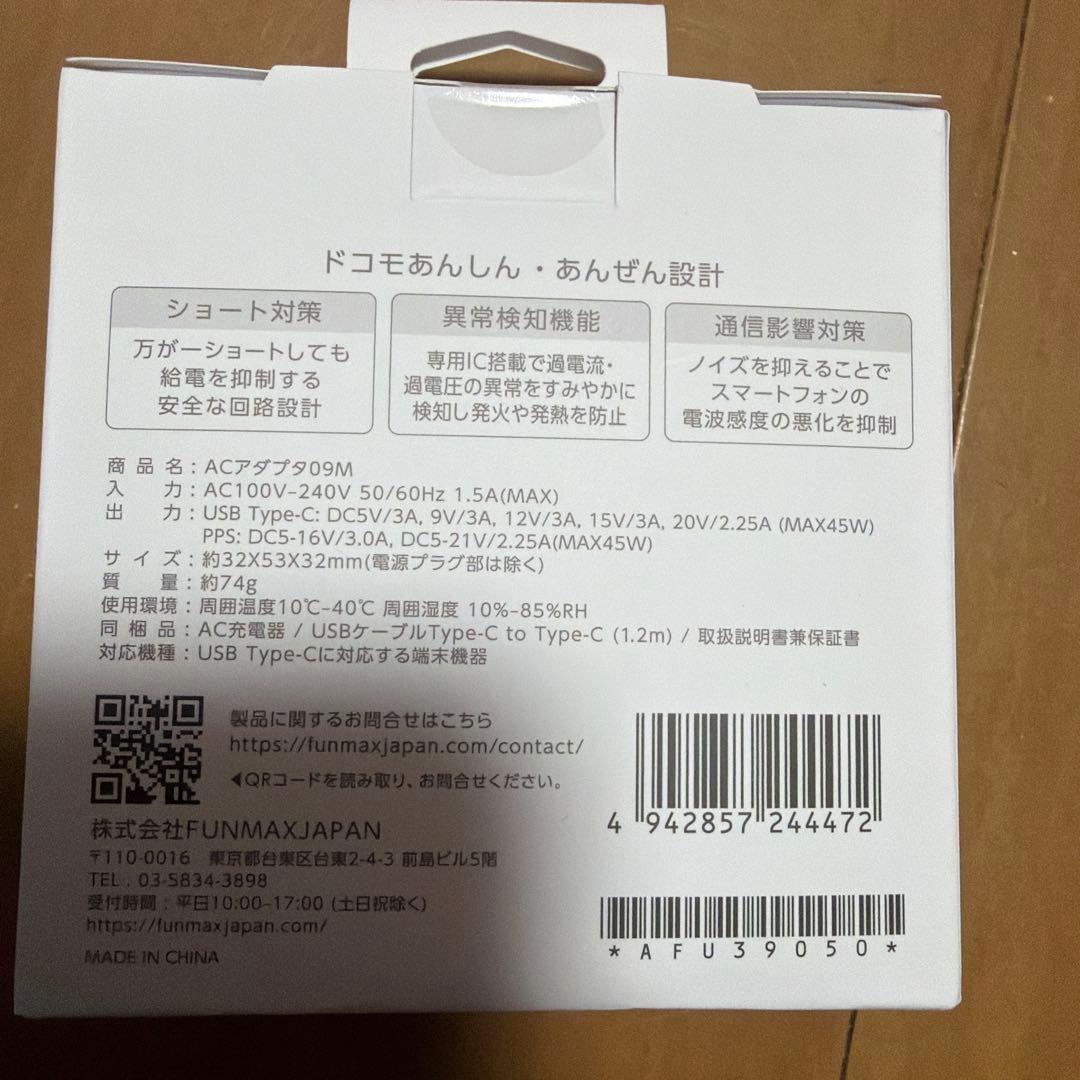 ドコモあんしん・あんぜん設計
ショート対策
万が一ショートしても
給電を抑制する
安全な回路設計
異常検知機能
専用IC搭載で過電流・
過電圧の異常をすみやかに
検知し発火や発熱を防止
通信影響対策
ノイズを抑えることで
スマートフォンの
電波感度の悪化を抑制
商品名：ACアダプタ09M
入力：AC100V–240V 50/60Hz 1.5A(MAX)
出力：USB Type-C: DC5V/3A, 9V/3A, 12V/3A, 15V/3A, 20V/2.25A (MAX45W)
PPS: DC5-16V/3.0A, DC5-21V/2.25A(MAX45W)
サイズ：約32X53X32mm(電源プラグ部は除く)
質量：約74g
使用環境：周囲温度10℃–40℃ 周囲湿度 10%–85%RH
同梱品：AC充電器 / USBケーブルType-C to Type-C (1.2m) / 取扱説明書兼保証書
対応機種：USB Type-Cに対応する端末機器
製品に関するお問合せはこちら
https://funmaxjapan.com/contact/
◀QRコードを読み取り、お問合せください。
株式会社FUNMAXJAPAN
〒110-0016 東京都台東区台東2-4-3 前島ビル5階
TEL：03-5834-3898
受付時間：平日10:00–17:00 (土日祝除く)
https://funmaxjapan.com/
MADE IN CHINA
4 942857 244472
*AFU39050*